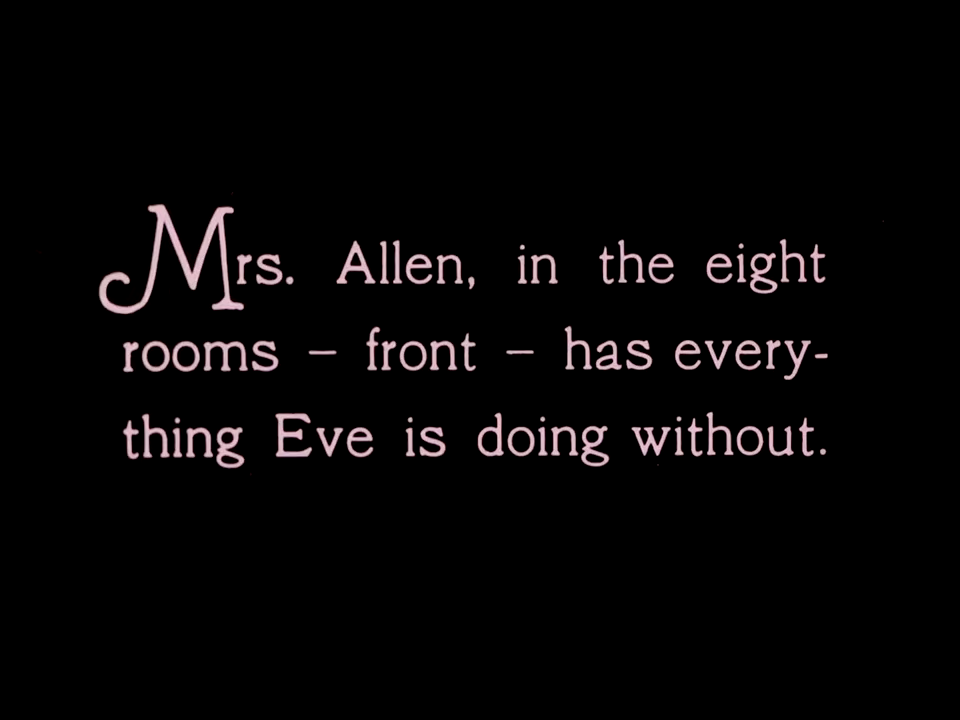 Mrs. Allen, in the eight
rooms – front – has every-
thing Eve is doing without.